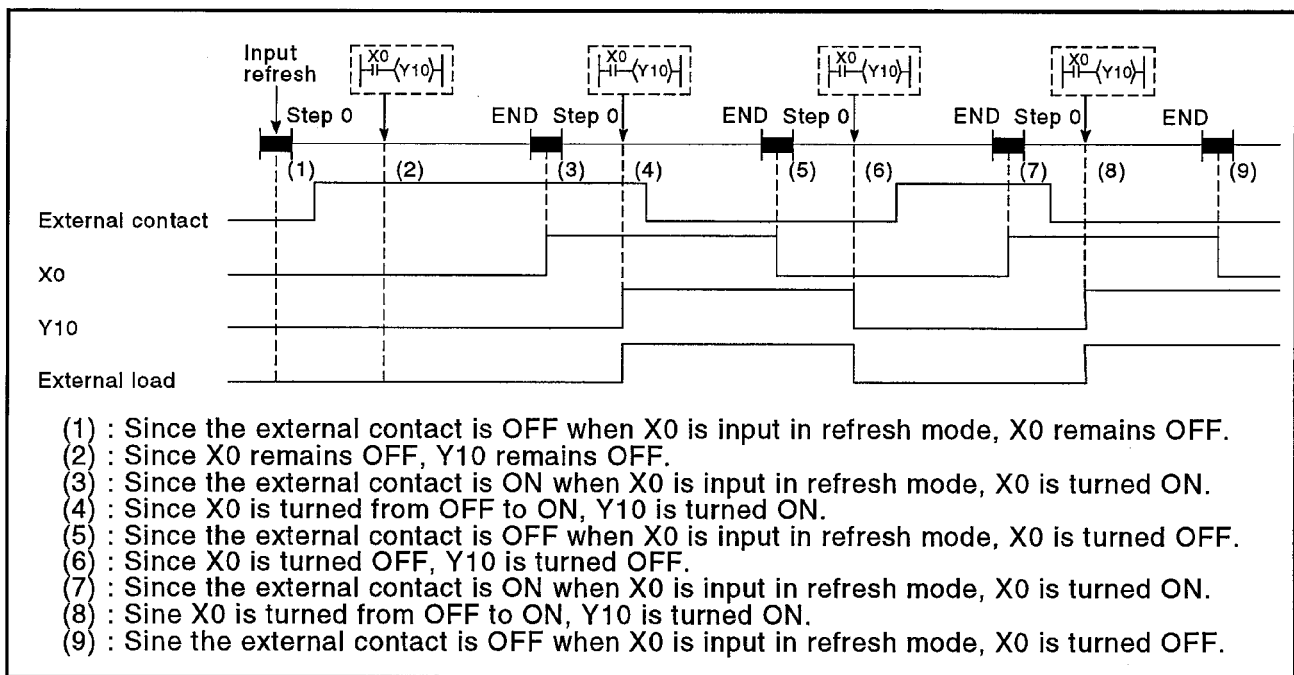 Input
refresh
X0 (Y10)
X0 (Y10)
X0 (Y10)
X0 (Y10)
Step 0
END Step 0
END Step 0
END Step 0
END
(1) (2) (3) (4) (5) (6) (7) (8) (9)
External contact
X0
Y10
External load
(1) : Since the external contact is OFF when X0 is input in refresh mode, X0 remains OFF.
(2) : Since X0 remains OFF, Y10 remains OFF.
(3) : Since the external contact is ON when X0 is input in refresh mode, X0 is turned ON.
(4) : Since X0 is turned from OFF to ON, Y10 is turned ON.
(5) : Since the external contact is OFF when X0 is input in refresh mode, X0 is turned OFF.
(6) : Since X0 is turned OFF, Y10 is turned OFF.
(7) : Since the external contact is ON when X0 is input in refresh mode, X0 is turned ON.
(8) : Sine X0 is turned from OFF to ON, Y10 is turned ON.
(9) : Sine the external contact is OFF when X0 is input in refresh mode, X0 is turned OFF.